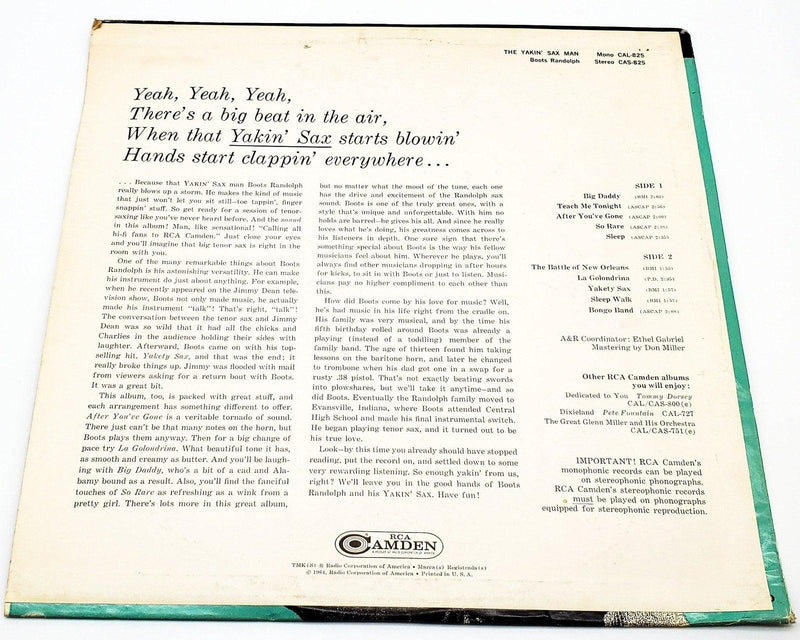 THE YAKIN' SAX MAN Mono CAL-825
Boots Randolph Stereo CAS-825
Yeah, Yeah, Yeah,
There's a big beat in the air,
When that Yakin' Sax starts blowin'
Hands start clappin' everywhere...
... Because that YAKIN' SAX man Boots Randolph
really blows up a storm. He makes the kind of music
that just won't let you sit still—toe tappin', finger
snappin' stuff. So get ready for a session of tenor-
saxing like you've never heard before. And the sound
in this album! Man, like sensational! "Calling all
hi-fi fans to RCA Camden." Just close your eyes
and you'll imagine that big tenor sax is right in the
room with you.
One of the many remarkable things about Boots
Randolph is his astonishing versatility. He can make
his instrument do just about anything. For example,
when he recently appeared on the Jimmy Dean tele-
vision show, Boots not only made music, he actually
made his instrument "talk"! That's right, "talk"!
The conversation between the tenor sax and Jimmy
Dean was so wild that it had all the chicks and
Charlies in the audience holding their sides with
laughter. Afterward, Boots came on with his top-
selling hit, Yakety Sax, and that was the end; it
really broke things up. Jimmy was flooded with mail
from viewers asking for a return bout with Boots.
It was a great bit.
This album, too, is packed with great stuff, and
each arrangement has something different to offer.
After You've Gone is a veritable tornado of sound.
There just can't be that many notes on the horn, but
Boots plays them anyway. Then for a big change of
pace try La Golondrina. What beautiful tone it has,
as smooth and creamy as butter. And you'll be laugh-
ing with Big Daddy, who's a bit of a cad and Ala-
bamy bound as a result. Also, you'll find the fanciful
touches of So Rare as refreshing as a wink from a
pretty girl. There's lots more in this great album,
but no matter what the mood of the tune, each one
has the drive and excitement of the Randolph sax
sound. Boots is one of the truly great ones, with a
style that's unique and unforgettable. With him no
holds are barred—he gives his all. And since he really
loves what he's doing, his greatness comes across to
his listeners in depth. One sure sign that there's
something special about Boots is the way his fellow
musicians feel about him. Wherever he plays, you'll
always find other musicians dropping in after hours
for kicks, to sit in with Boots or just to listen. Musi-
cians pay no higher compliment to each other than
this.
How did Boots come by his love for music? Well,
he's had music in his life right from the cradle on.
His family was very musical, and by the time his
fifth birthday rolled around Boots was already a
playing (instead of a toddling) member of the
family band. The age of thirteen found him taking
lessons on the baritone horn, and later he changed
to trombone when his dad got one in a swap for a
rusty .38 pistol. That's not exactly beating swords
into plowshares, but we'll take it anytime—and so
did Boots. Eventually the Randolph family moved to
Evansville, Indiana, where Boots attended Central
High School and made his final instrumental switch.
He began playing tenor sax, and it turned out to be
his true love.
Look—by this time you already should have stopped
reading, put the record on, and settled down to some
very rewarding listening. So enough yakin' from us,
right? We'll leave you in the good hands of Boots
Randolph and his YAKIN' SAX. Have fun!
SIDE 1
Big Daddy (BMI
Teach Me Tonight (ASCAP
After You've Gone (ASCAP
So Rare (ASCAP
Sleep (ASCAP
SIDE 2
The Battle of New Orleans (BMI
La Golondrina (P.D.
Yakety Sax (BMI
Sleep Walk (BMI
Bongo Band (ASCAP
A&R Coordinator: Ethel Gabriel
Mastering by Don Miller
Other RCA Camden albums
you will enjoy:
Dedicated to You Tommy Dorsey
CAL/CAS-800(e)
Dixieland Pete Fountain CAL-727
The Great Glenn Miller and His Orchestra
CAL/CAS-751(e)
IMPORTANT! RCA Camden's
monophonic records can be played
on stereophonic phonographs.
RCA Camden's stereophonic records
must be played on phonographs
equipped for stereophonic reproduction.
RCA
CAMDEN
TMK(S) ® Radio Corporation of America • Marca(s) Registrada(s)
© 1964, Radio Corporation of America • Printed in U. S. A.